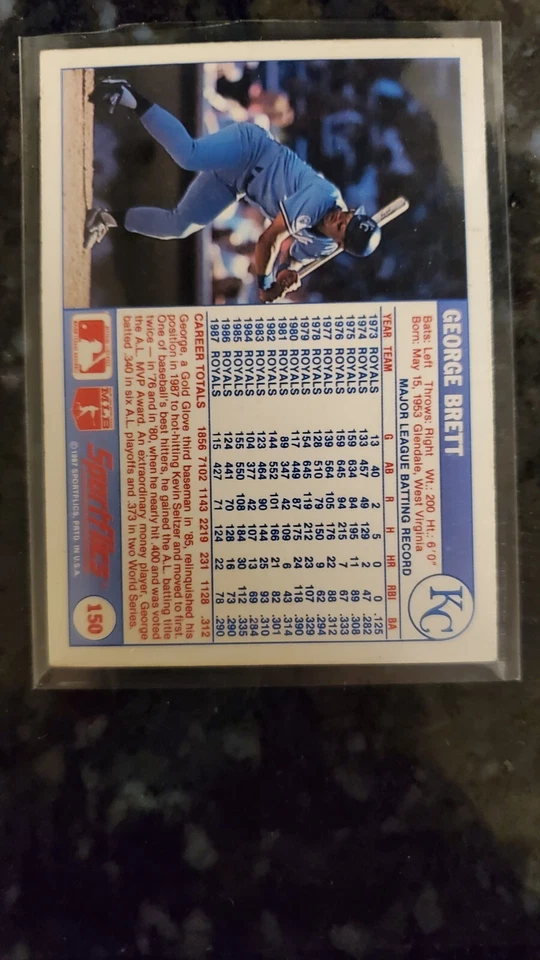 GEORGE BRETT
Bats: Left Throws: Right Wt.: 200 Ht.: 6'0"
Born: May 15, 1953 Glendale, West Virginia
KC
MAJOR LEAGUE BATTING RECORD
YEAR TEAM G AB R H HR RBI BA
1973 ROYALS 13 40 2 5 0 0 .125
1974 ROYALS 133 457 49 129 2 47 .282
1975 ROYALS 159 634 84 195 11 89 .308
1976 ROYALS 159 645 94 215 7 67 .333
1977 ROYALS 139 564 105 176 22 88 .312
1978 ROYALS 128 510 79 150 9 62 .294
1979 ROYALS 154 645 119 212 23 107 .329
1980 ROYALS 117 449 87 175 24 118 .390
1981 ROYALS 89 347 42 109 6 43 .314
1982 ROYALS 144 552 101 166 21 82 .301
1983 ROYALS 123 464 90 144 25 93 .310
1984 ROYALS 104 377 42 107 13 69 .284
1985 ROYALS 155 550 108 184 30 112 .335
1986 ROYALS 124 441 70 128 16 73 .290
1987 ROYALS 115 427 71 124 22 78 .290
CAREER TOTALS 1856 7102 1143 2219 231 1128 .312
George, a Gold Glove third baseman in '85, relinquished his
position in 1987 to hot-hitting Kevin Seitzer and moved to first.
One of baseball's best hitters, he gained the A.L. batting title
twice — in '76 and in '80, when he nearly hit .400 and was voted
the A.L. MVP Award. An extraordinary money player, George
batted .340 in six A.L. playoffs and .373 in two World Series.
Sportflics
150
©1987 SPORTFLICS, PRTD. IN U.S.A.